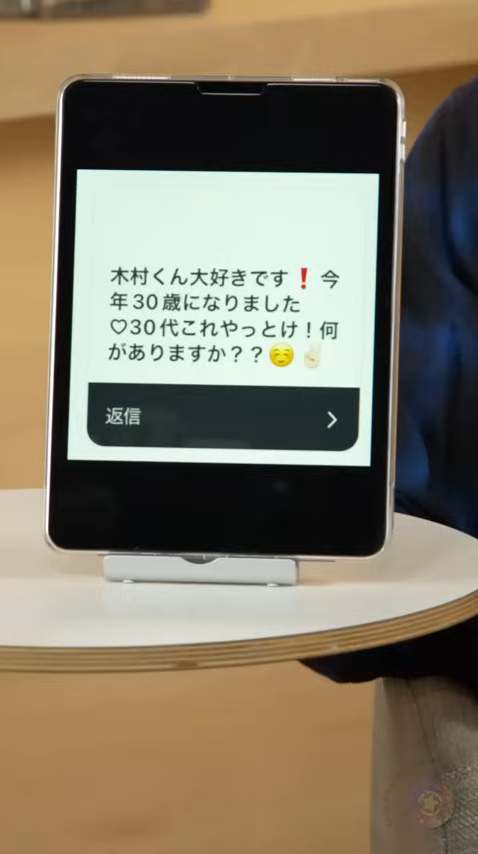 木村くん大好きです❗今
年30歳になりました
♡30代これやっとけ！何
がありますか？？☺️✌🏻
返信